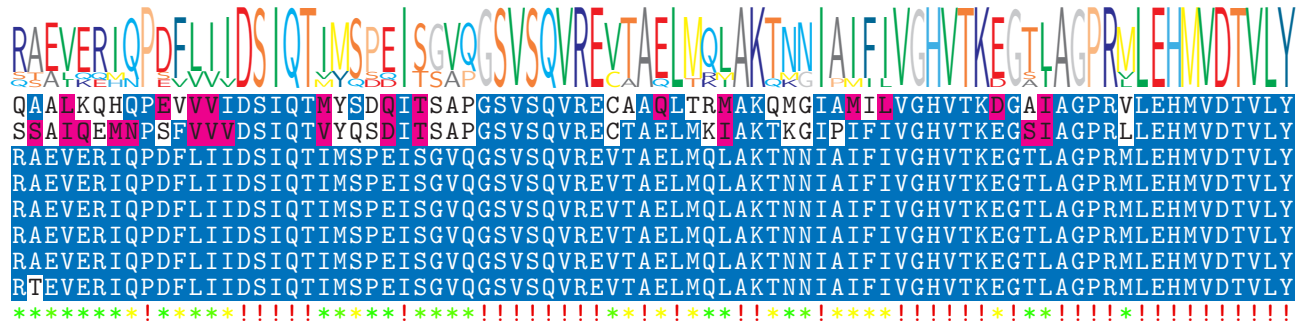 RAEVERIQPDFLIIDSIQTIMSPEISGVQGSVSQVREVTAELMQLAKTNNIAIFIVGHVTKEGTLAGPRMLEHMVDTVLY
QAALKQHQPEVVVIDSIQTMYSDQITSAPGSVSQVRECAAQLTRMAKQMGIAMILVGHVTKDGAIAGPRVLEHMVDTVLY
SSAIQEMNPSFVVVDSIQTVYQSDITSAPGSVSQVRECTAELMKIAKTKGIPIFIVGHVTKEGSIAGPRLLEHMVDTVLY
RAEVERIQPDFLIIDSIQTIMSPEISGVQGSVSQVREVTAELMQLAKTNNIAIFIVGHVTKEGTLAGPRMLEHMVDTVLY
RAEVERIQPDFLIIDSIQTIMSPEISGVQGSVSQVREVTAELMQLAKTNNIAIFIVGHVTKEGTLAGPRMLEHMVDTVLY
RAEVERIQPDFLIIDSIQTIMSPEISGVQGSVSQVREVTAELMQLAKTNNIAIFIVGHVTKEGTLAGPRMLEHMVDTVLY
RAEVERIQPDFLIIDSIQTIMSPEISGVQGSVSQVREVTAELMQLAKTNNIAIFIVGHVTKEGTLAGPRMLEHMVDTVLY
RAEVERIQPDFLIIDSIQTIMSPEISGVQGSVSQVREVTAELMQLAKTNNIAIFIVGHVTKEGTLAGPRMLEHMVDTVLY
RTEVERIQPDFLIIDSIQTIMSPEISGVQGSVSQVREVTAELMQLAKTNNIAIFIVGHVTKEGTLAGPRMLEHMVDTVLY
********!*****!!!!!*****!****!!!!!!!!**!*!***!!***!****!!!!!!*!**!!!!*!!!!!!!!!!